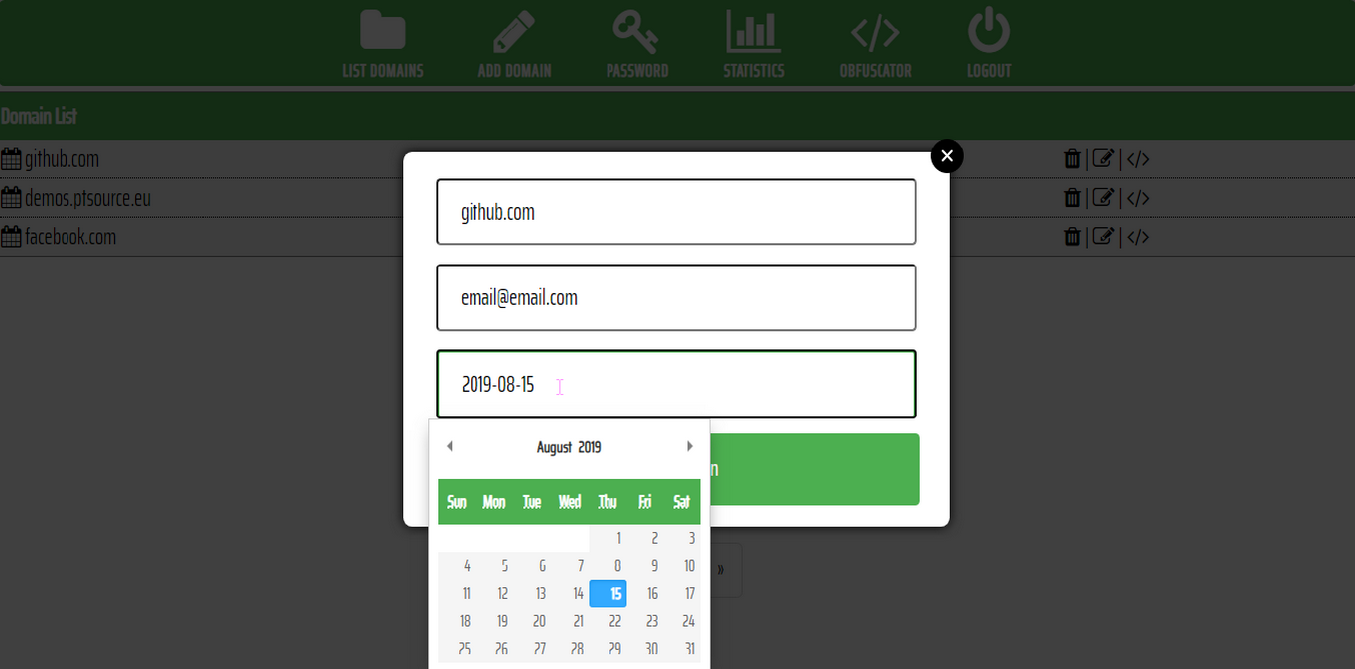 LIST DOMAINS ADD DOMAIN PASSWORD STATISTICS OBFUSCATOR LOGOUT
Domain List
github.com
demos.ptsource.eu
facebook.com
github.com
email@email.com
2019-08-15
n
August 2019
Sun Mon Tue Wed Thu Fri Sat
1 2 3
4 5 6 7 8 9 10
11 12 13 14 15 16 17
18 19 20 21 22 23 24
25 26 27 28 29 30 31
»